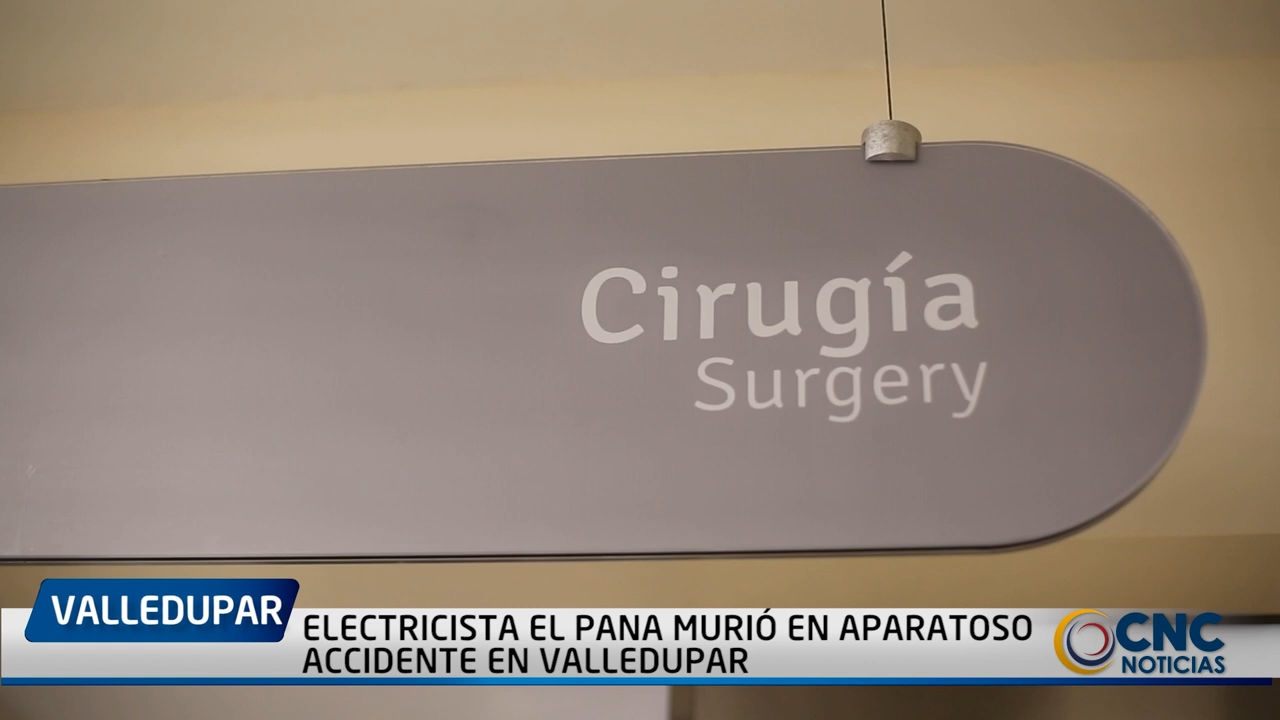 Cirugía
Surgery
VALLEDUPAR
ELECTRICISTA EL PANA MURIÓ EN APARATOSO
ACCIDENTE EN VALLEDUPAR
CNC
NOTICIAS